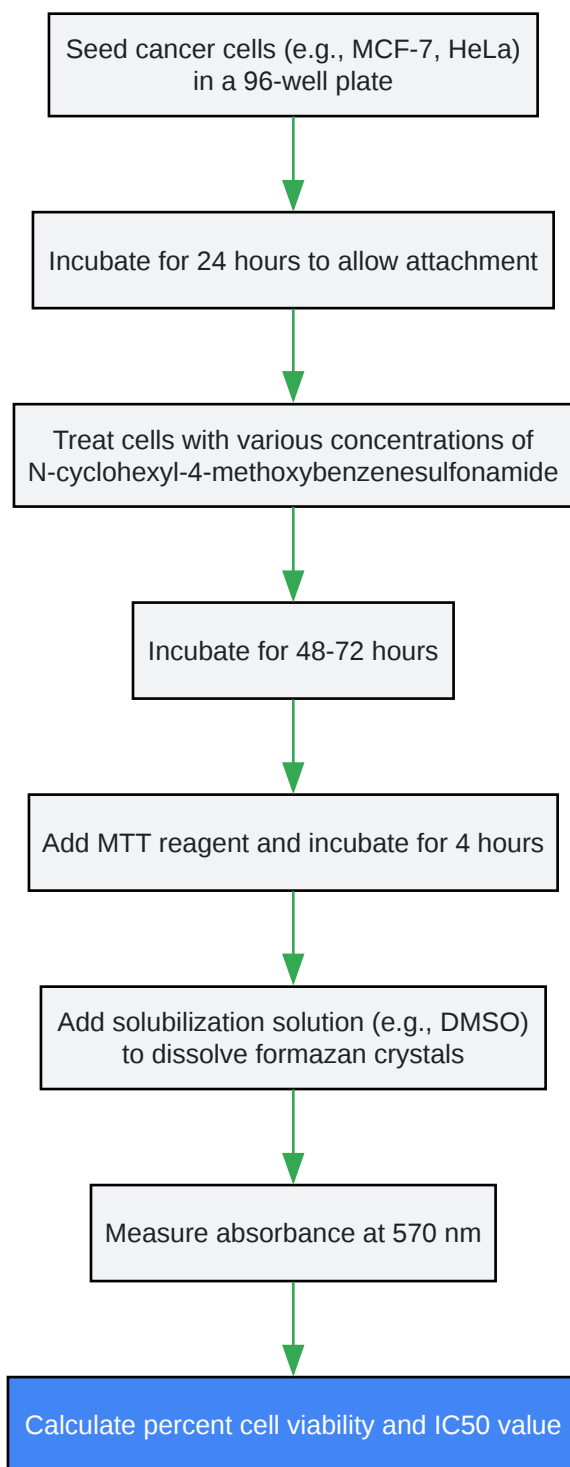 Seed cancer cells (e.g., MCF-7, HeLa)
in a 96-well plate
Incubate for 24 hours to allow attachment
Treat cells with various concentrations of
N-cyclohexyl-4-methoxybenzenesulfonamide
Incubate for 48-72 hours
Add MTT reagent and incubate for 4 hours
Add solubilization solution (e.g., DMSO)
to dissolve formazan crystals
Measure absorbance at 570 nm
Calculate percent cell viability and IC50 value